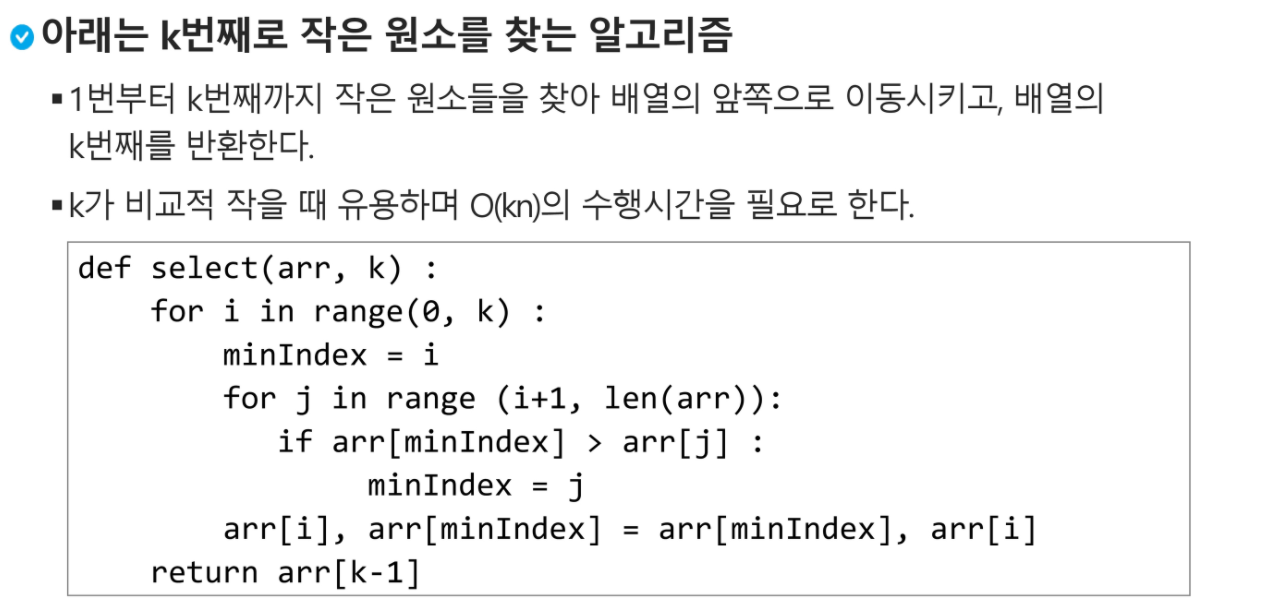 아래는 k번째로 작은 원소를 찾는 알고리즘
▪1번부터 k번째까지 작은 원소들을 찾아 배열의 앞쪽으로 이동시키고, 배열의
k번째를 반환한다.
▪k가 비교적 작을 때 유용하며 O(kn)의 수행시간을 필요로 한다.
def select(arr, k) :
    for i in range(0, k) :
        minIndex = i
        for j in range (i+1, len(arr)):
           if arr[minIndex] > arr[j] :
                minIndex = j
        arr[i], arr[minIndex] = arr[minIndex], arr[i]
    return arr[k-1]